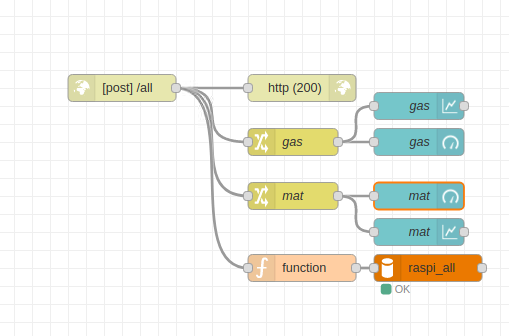 [post] /all
http (200)
gas
gas
gas
mat
mat
mat
function
raspi_all
OK